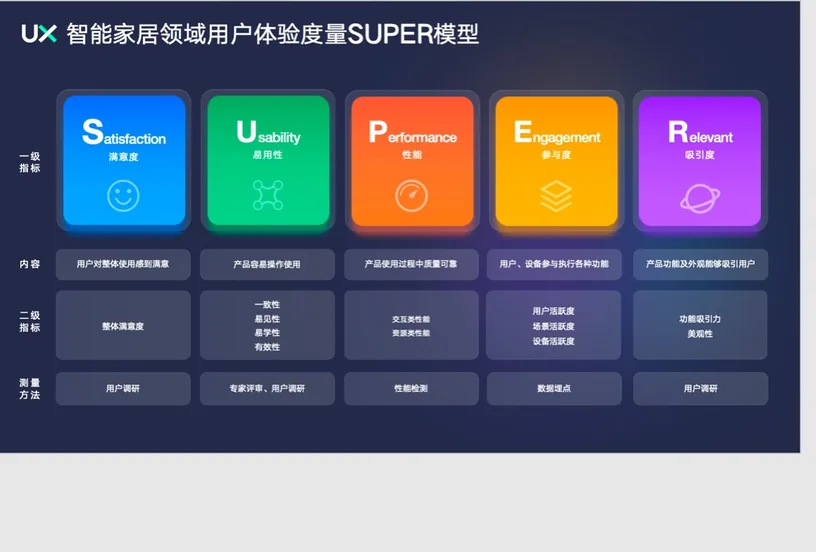 UX 智能家居领域用户体验度量SUPER模型
一级
指标
Satisfaction
满意度
Usability
易用性
Performance
性能
Engagement
参与度
Relevant
吸引度
内容
用户对整体使用感到满意
产品容易操作使用
产品使用过程中质量可靠
用户、设备参与执行各种功能
产品功能及外观能够吸引用户
二级
指标
整体满意度
一致性
易见性
易学性
有效性
交互类性能
资源类性能
用户活跃度
场景活跃度
设备活跃度
功能吸引力
美观性
测量
方法
用户调研
专家评审、用户调研
性能检测
数据埋点
用户调研